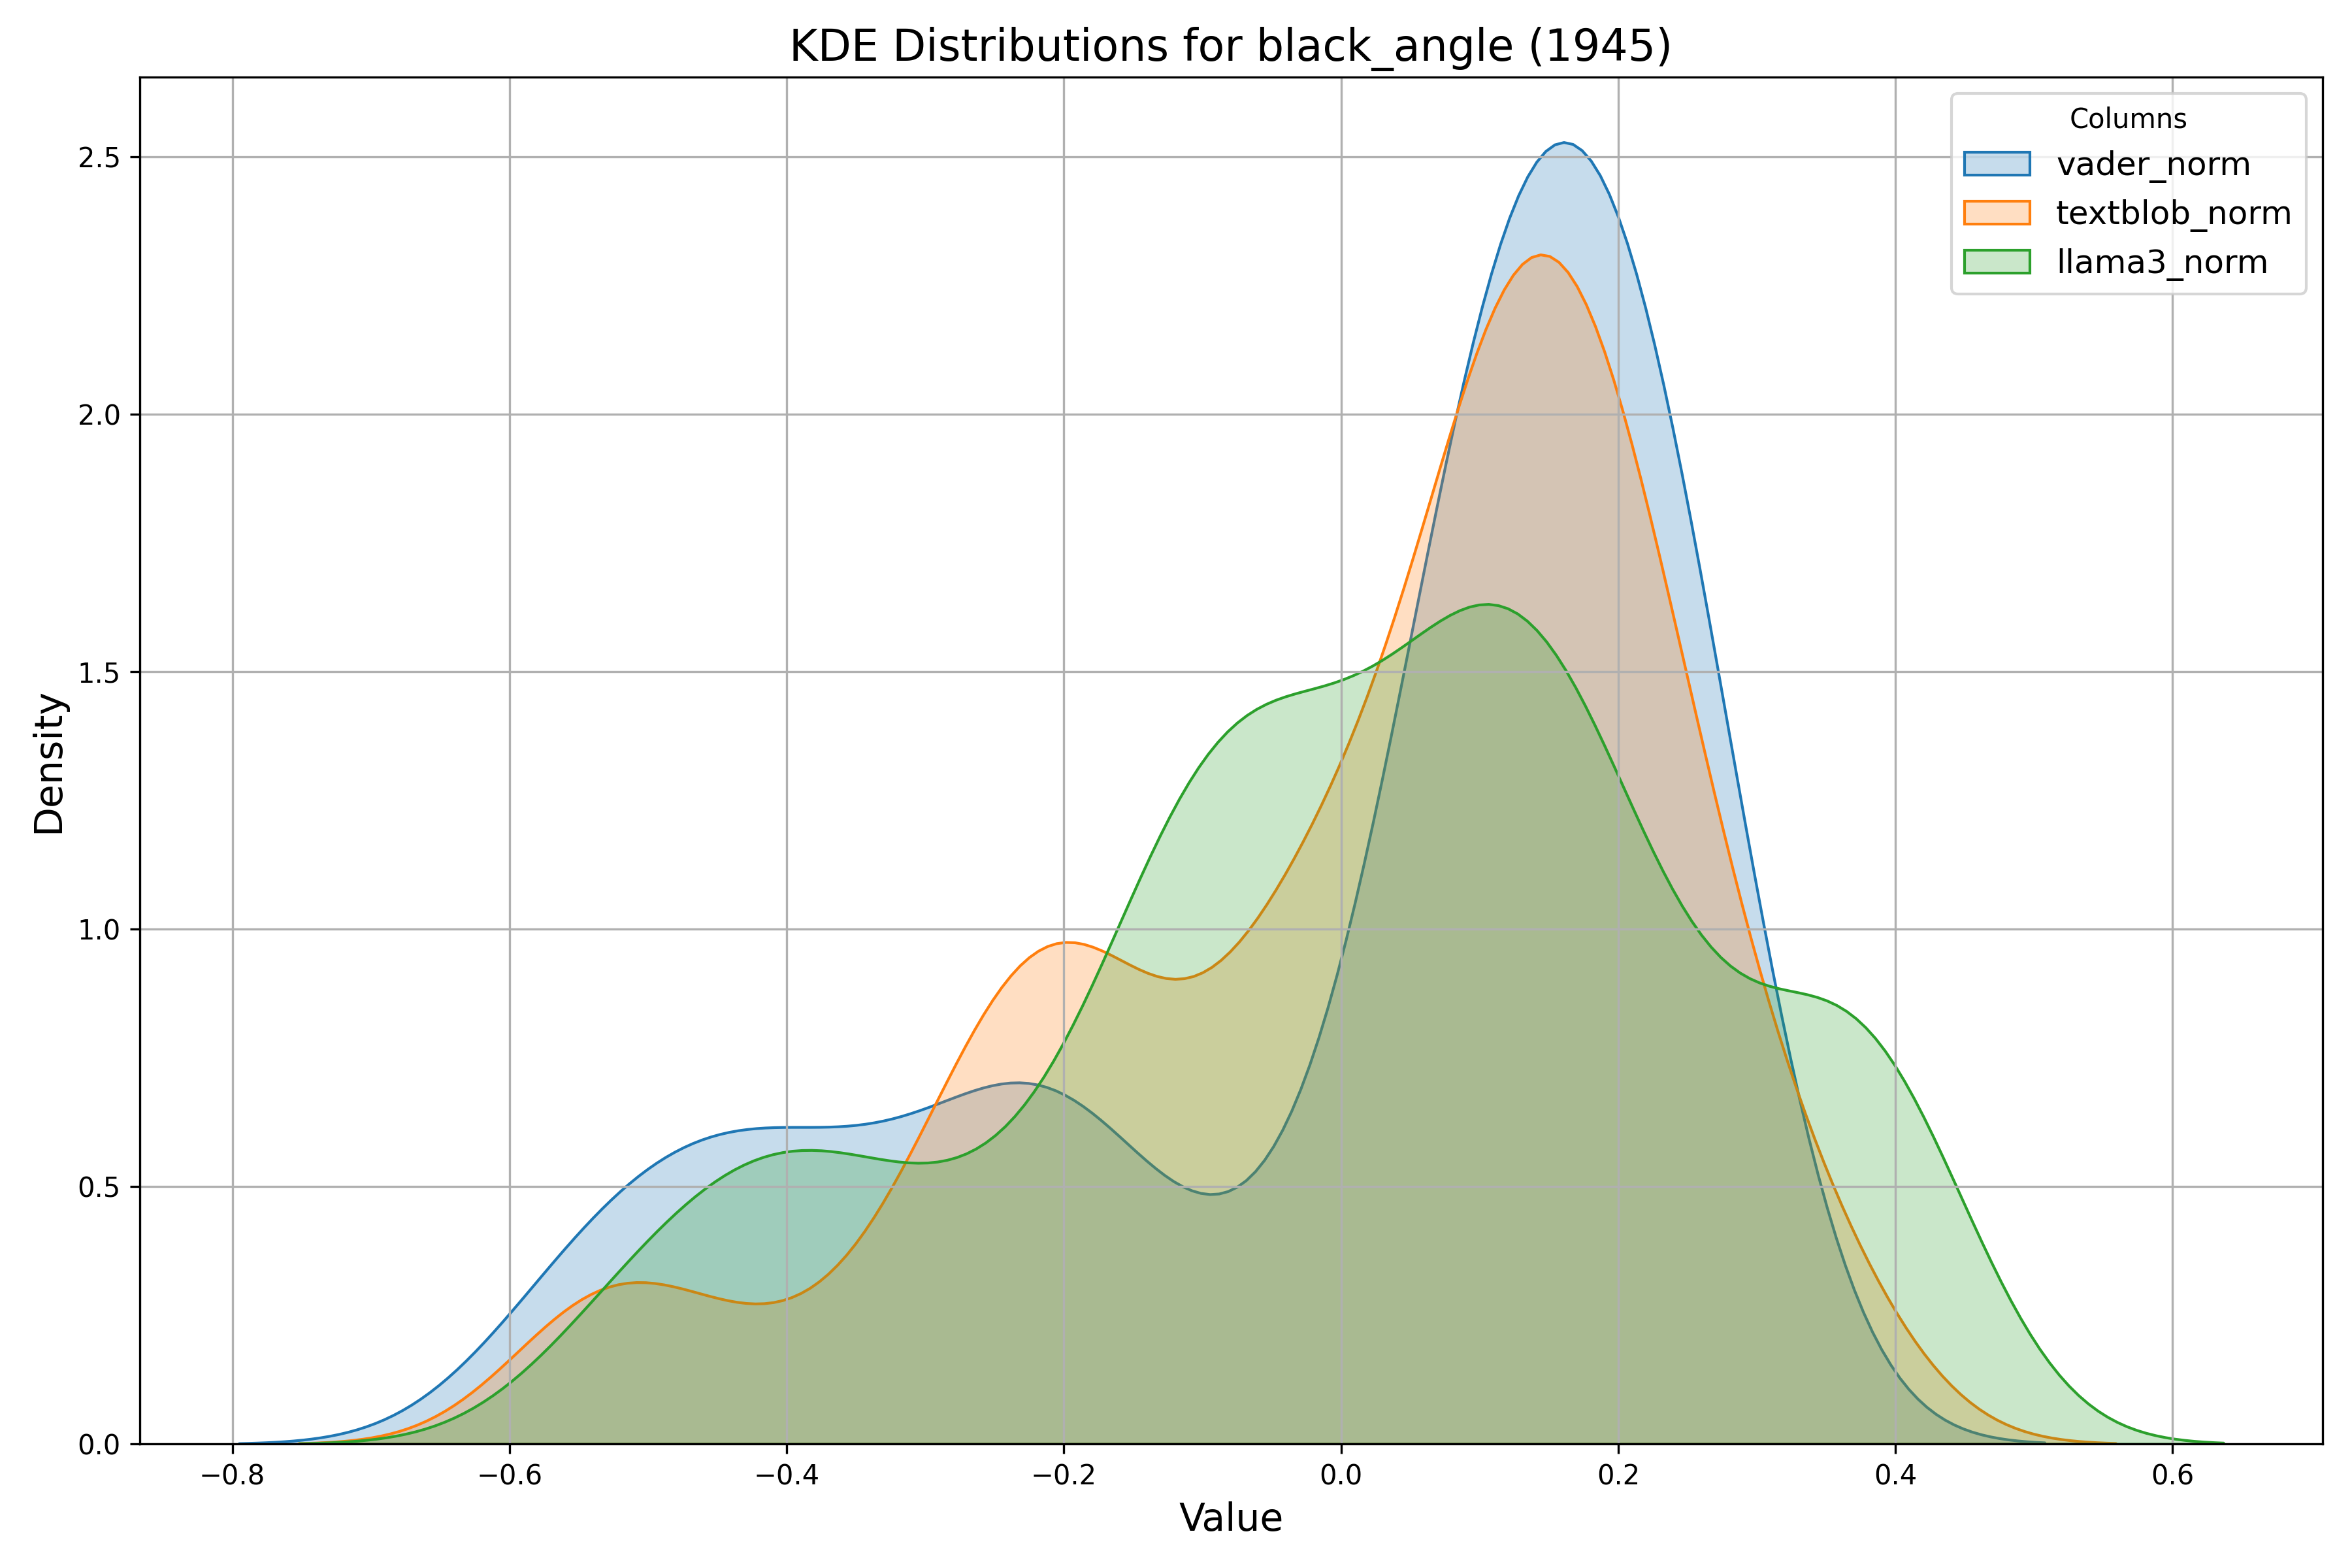 KDE Distributions for black_angle (1945)
Columns
vader_norm
textblob_norm
llama3_norm
Density
2.5
2.0
1.5
1.0
0.5
0.0
−0.8 −0.6 −0.4 −0.2 0.0 0.2 0.4 0.6
Value